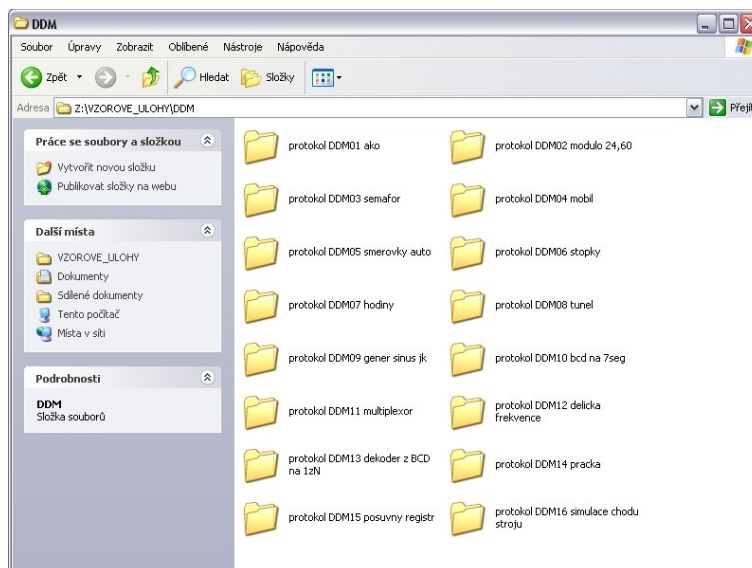 DDM
Soubor Úpravy Zobrazit Oblíbené Nástroje Nápověda
Zpět Hledat Složky
Adresa Z:\VZOROVE_ULOHY\DDM Přejít
Práce se soubory a složkou
Vytvořit novou složku
Publikovat složky na webu
Další místa
VZOROVE_ULOHY
Dokumenty
Sdílené dokumenty
Tento počítač
Místa v síti
Podrobnosti
DDM
Složka souborů
protokol DDM01 ako
protokol DDM02 modulo 24,60
protokol DDM03 semafor
protokol DDM04 mobil
protokol DDM05 smerovky auto
protokol DDM06 stopky
protokol DDM07 hodiny
protokol DDM08 tunel
protokol DDM09 gener sinus jk
protokol DDM10 bcd na 7seg
protokol DDM11 multiplexor
protokol DDM12 delicka
frekvence
protokol DDM13 dekoder z BCD
na 1zN
protokol DDM14 pracka
protokol DDM15 posuvny registr
protokol DDM16 simulace chodu
stroju